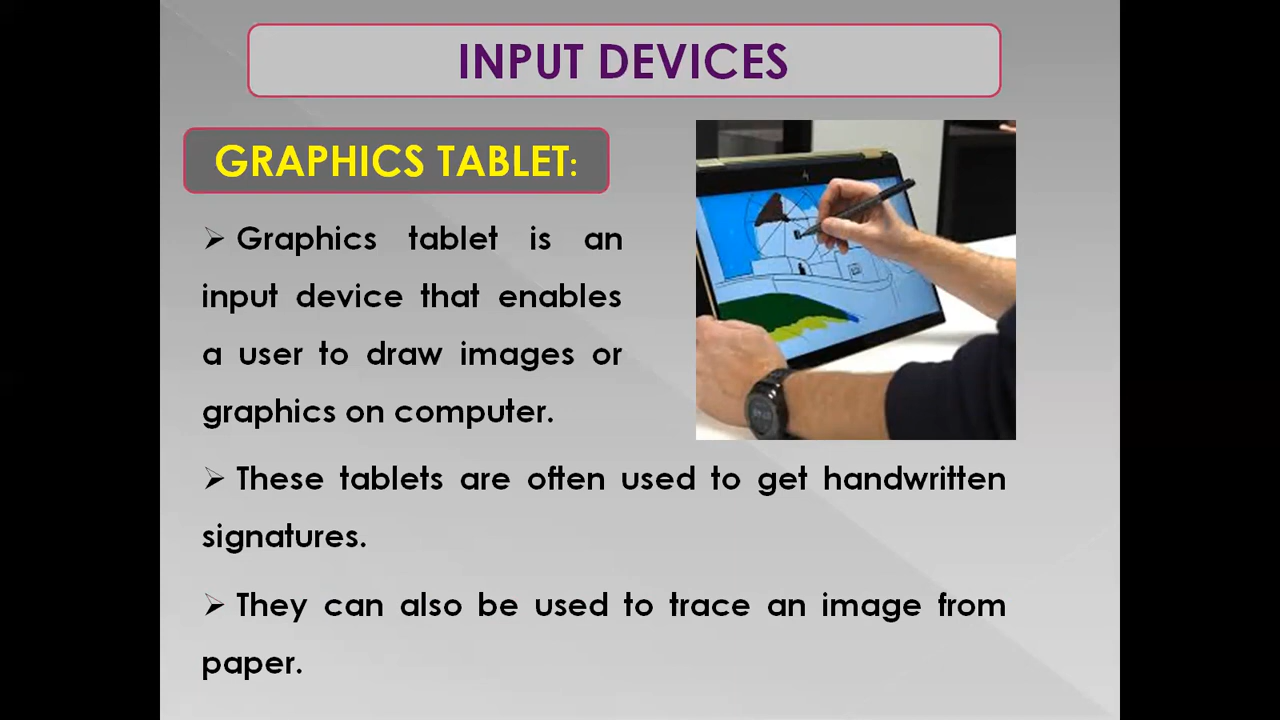 INPUT DEVICES
GRAPHICS TABLET:
➢ Graphics tablet is an
input device that enables
a user to draw images or
graphics on computer.
➢ These tablets are often used to get handwritten
signatures.
➢ They can also be used to trace an image from
paper.